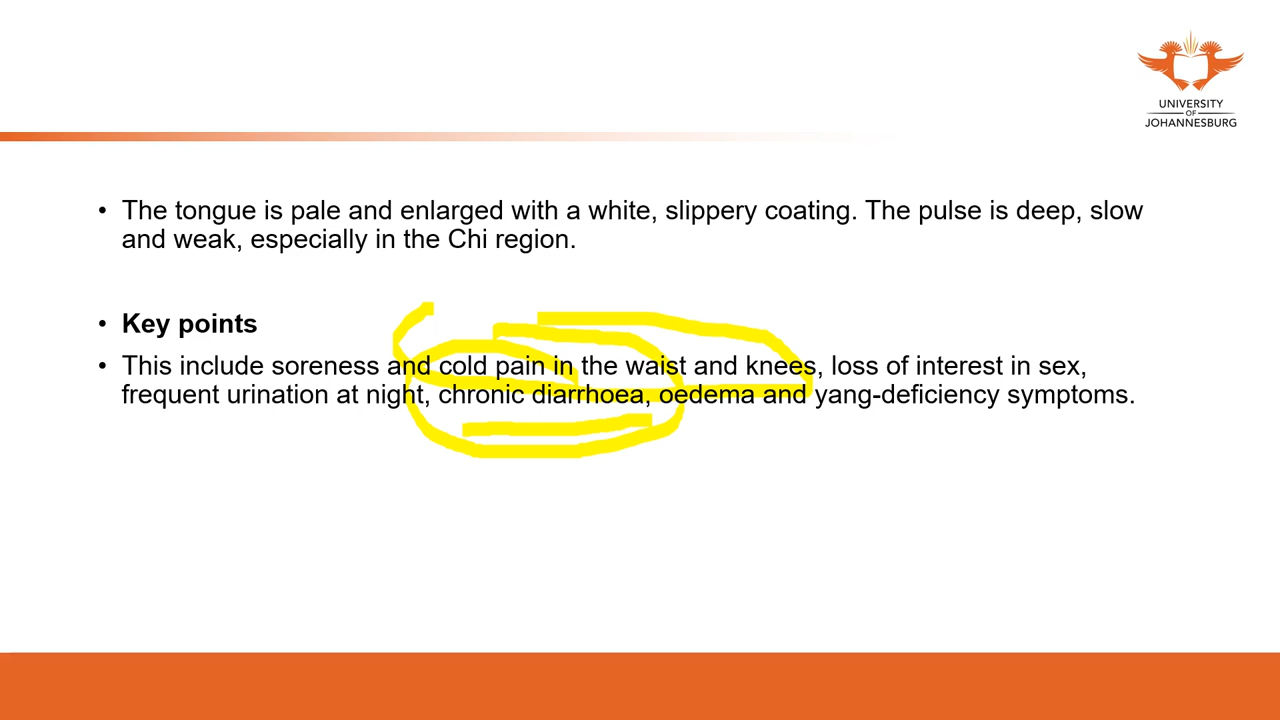 UNIVERSITY
OF
JOHANNESBURG
• The tongue is pale and enlarged with a white, slippery coating. The pulse is deep, slow
and weak, especially in the Chi region.
• Key points
• This include soreness and cold pain in the waist and knees, loss of interest in sex,
frequent urination at night, chronic diarrhoea, oedema and yang-deficiency symptoms.